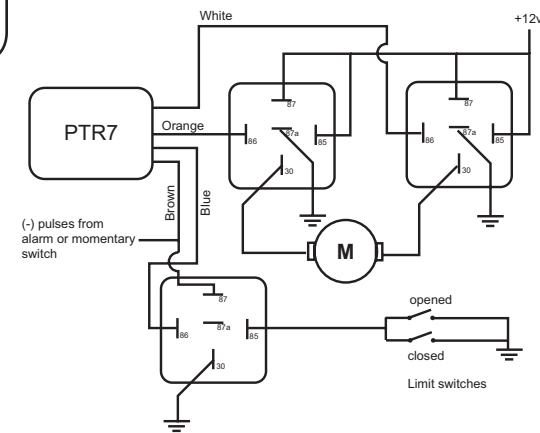 White
+12v
PTR7
Orange
87
87a
86
85
30
87
87a
86
85
30
Brown
Blue
(-) pulses from
alarm or momentary
switch
M
87
87a
86
85
30
opened
closed
Limit switches